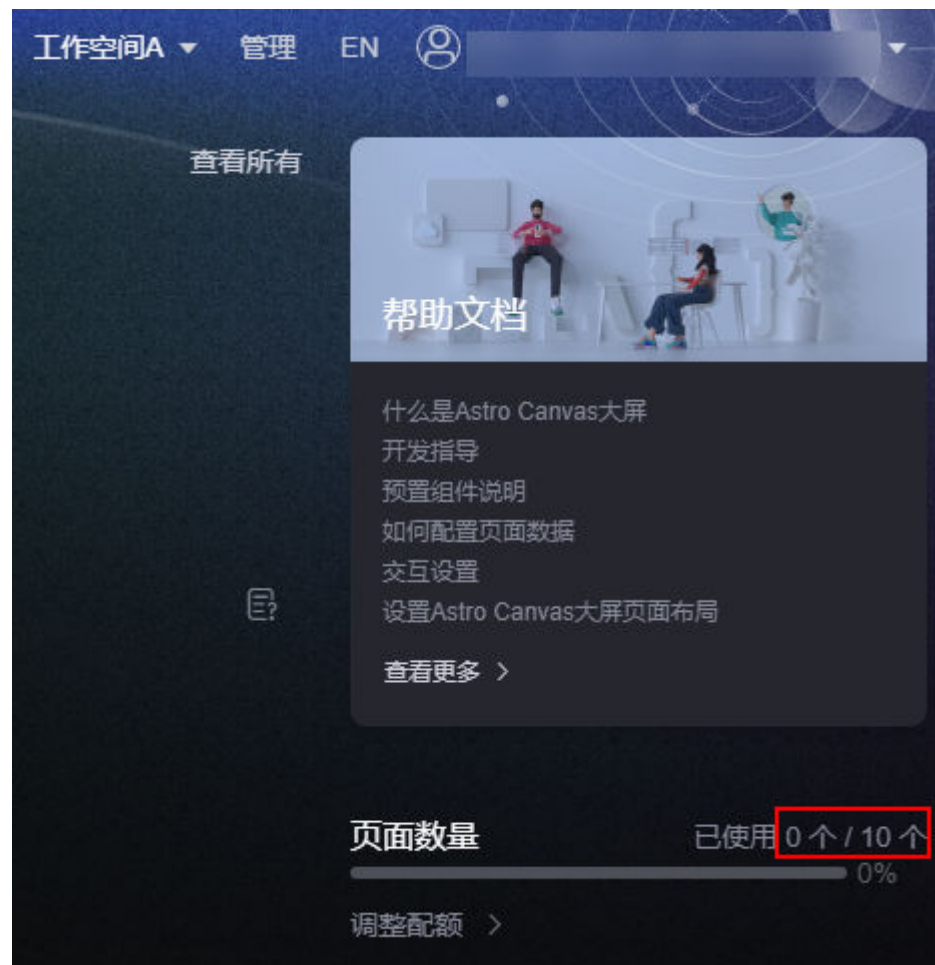 工作空间A 管理 EN
查看所有
帮助文档
什么是Astro Canvas大屏
开发指导
预置组件说明
如何配置页面数据
交互设置
设置Astro Canvas大屏页面布局
查看更多 >
页面数量 已使用 0 个 / 10 个
0%
调整配额 >